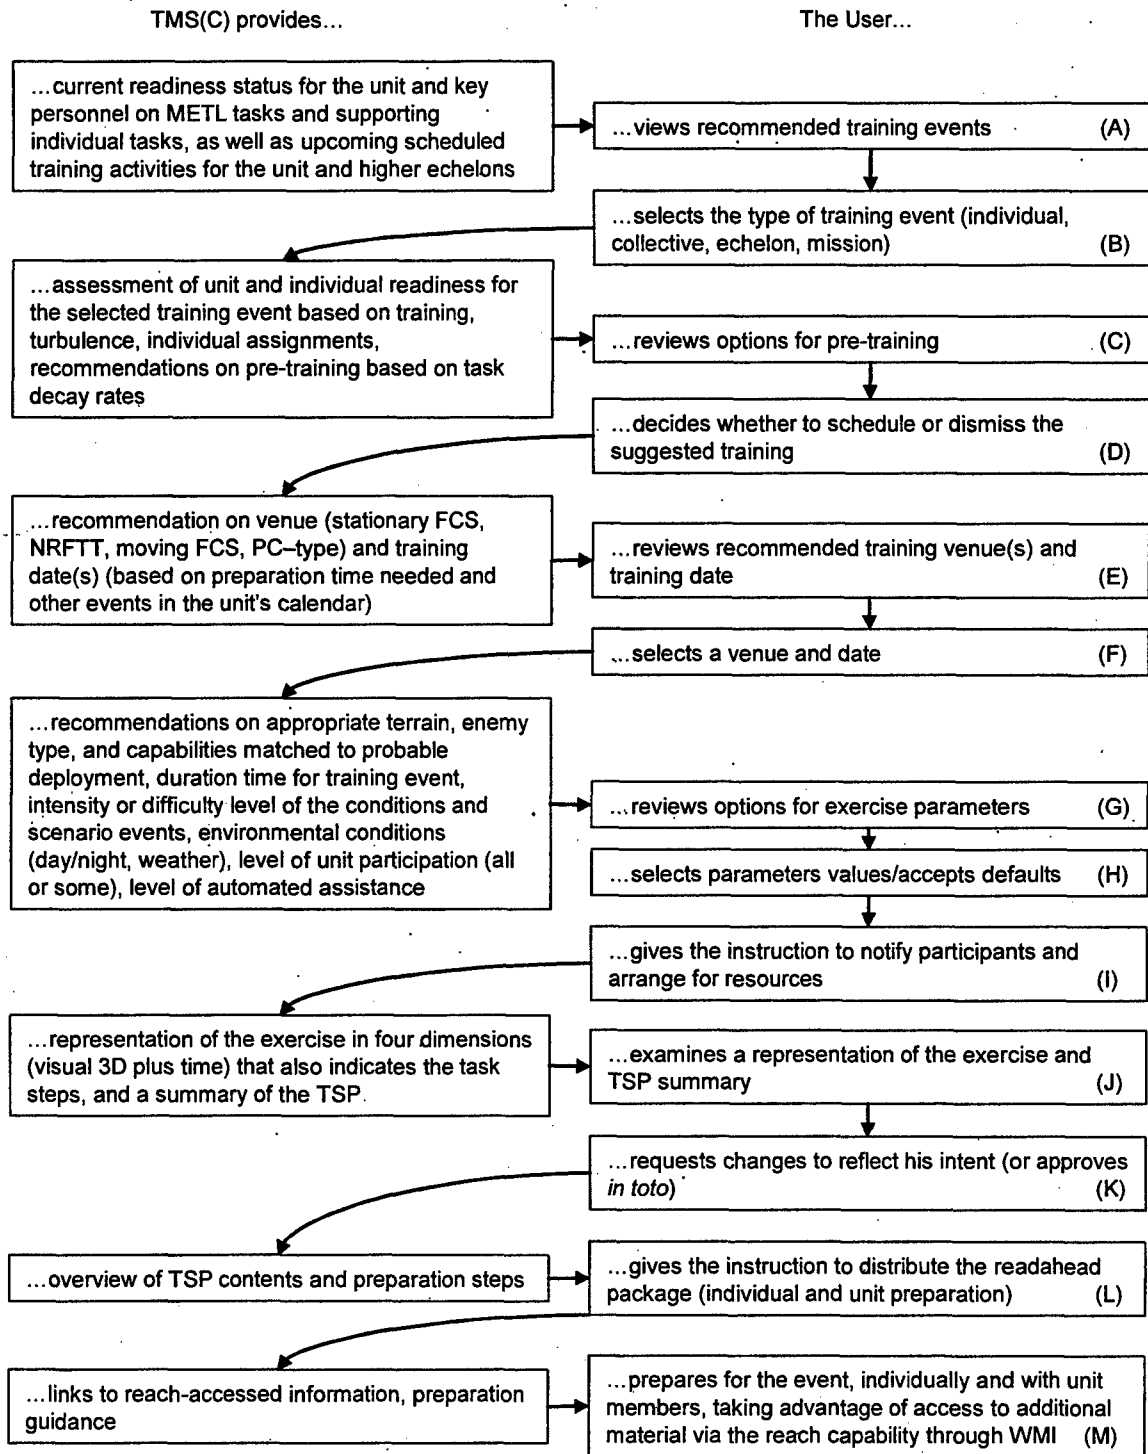 TMS(C) provides...
The User...
...current readiness status for the unit and key
personnel on METL tasks and supporting
individual tasks, as well as upcoming scheduled
training activities for the unit and higher echelons
...views recommended training events (A)
...selects the type of training event (individual,
collective, echelon, mission) (B)
...assessment of unit and individual readiness for
the selected training event based on training,
turbulence, individual assignments,
recommendations on pre-training based on task
decay rates
...reviews options for pre-training (C)
...decides whether to schedule or dismiss the
suggested training (D)
...recommendation on venue (stationary FCS,
NRFTT, moving FCS, PC–type) and training
date(s) (based on preparation time needed and
other events in the unit's calendar)
...reviews recommended training venue(s) and
training date (E)
...selects a venue and date (F)
...recommendations on appropriate terrain, enemy
type, and capabilities matched to probable
deployment, duration time for training event,
intensity or difficulty level of the conditions and
scenario events, environmental conditions
(day/night, weather), level of unit participation (all
or some), level of automated assistance
...reviews options for exercise parameters (G)
...selects parameters values/accepts defaults (H)
...gives the instruction to notify participants and
arrange for resources (I)
...representation of the exercise in four dimensions
(visual 3D plus time) that also indicates the task
steps, and a summary of the TSP.
...examines a representation of the exercise and
TSP summary (J)
...requests changes to reflect his intent (or approves
in toto) (K)
...overview of TSP contents and preparation steps
...gives the instruction to distribute the readahead
package (individual and unit preparation) (L)
...links to reach-accessed information, preparation
guidance
...prepares for the event, individually and with unit
members, taking advantage of access to additional
material via the reach capability through WMI (M)